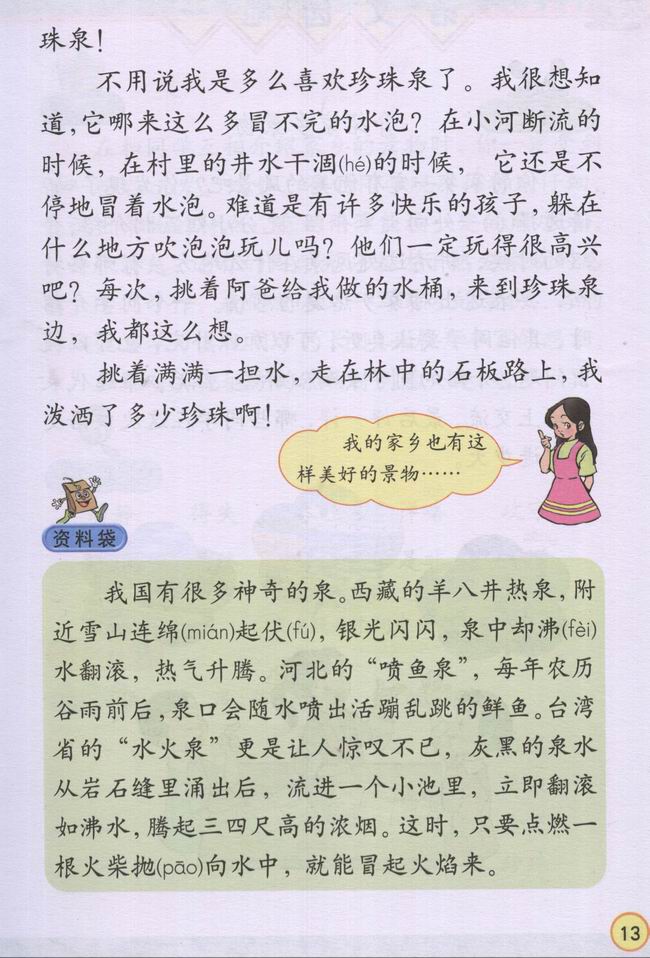 珠泉！
不用说我是多么喜欢珍珠泉了。我很想知
道，它哪来这么多冒不完的水泡？在小河断流的
时候，在村里的井水干涸(hé)的时候，它还是不
停地冒着水泡。难道是有许多快乐的孩子，躲在
什么地方吹泡泡玩儿吗？他们一定玩得很高兴
吧？每次，挑着阿爸给我做的水桶，来到珍珠泉
边，我都这么想。
挑着满满一担水，走在林中的石板路上，我
泼洒了多少珍珠啊！
我的家乡也有这
样美好的景物……
资料袋
我国有很多神奇的泉。西藏的羊八井热泉，附
近雪山连绵(mián)起伏(fú)，银光闪闪，泉中却沸(fèi)
水翻滚，热气升腾。河北的“喷鱼泉”，每年农历
谷雨前后，泉口会随水喷出活蹦乱跳的鲜鱼。台湾
省的“水火泉”更是让人惊叹不已，灰黑的泉水
从岩石缝里涌出后，流进一个小池里，立即翻滚
如沸水，腾起三四尺高的浓烟。这时，只要点燃一
根火柴抛(pāo)向水中，就能冒起火焰来。
13